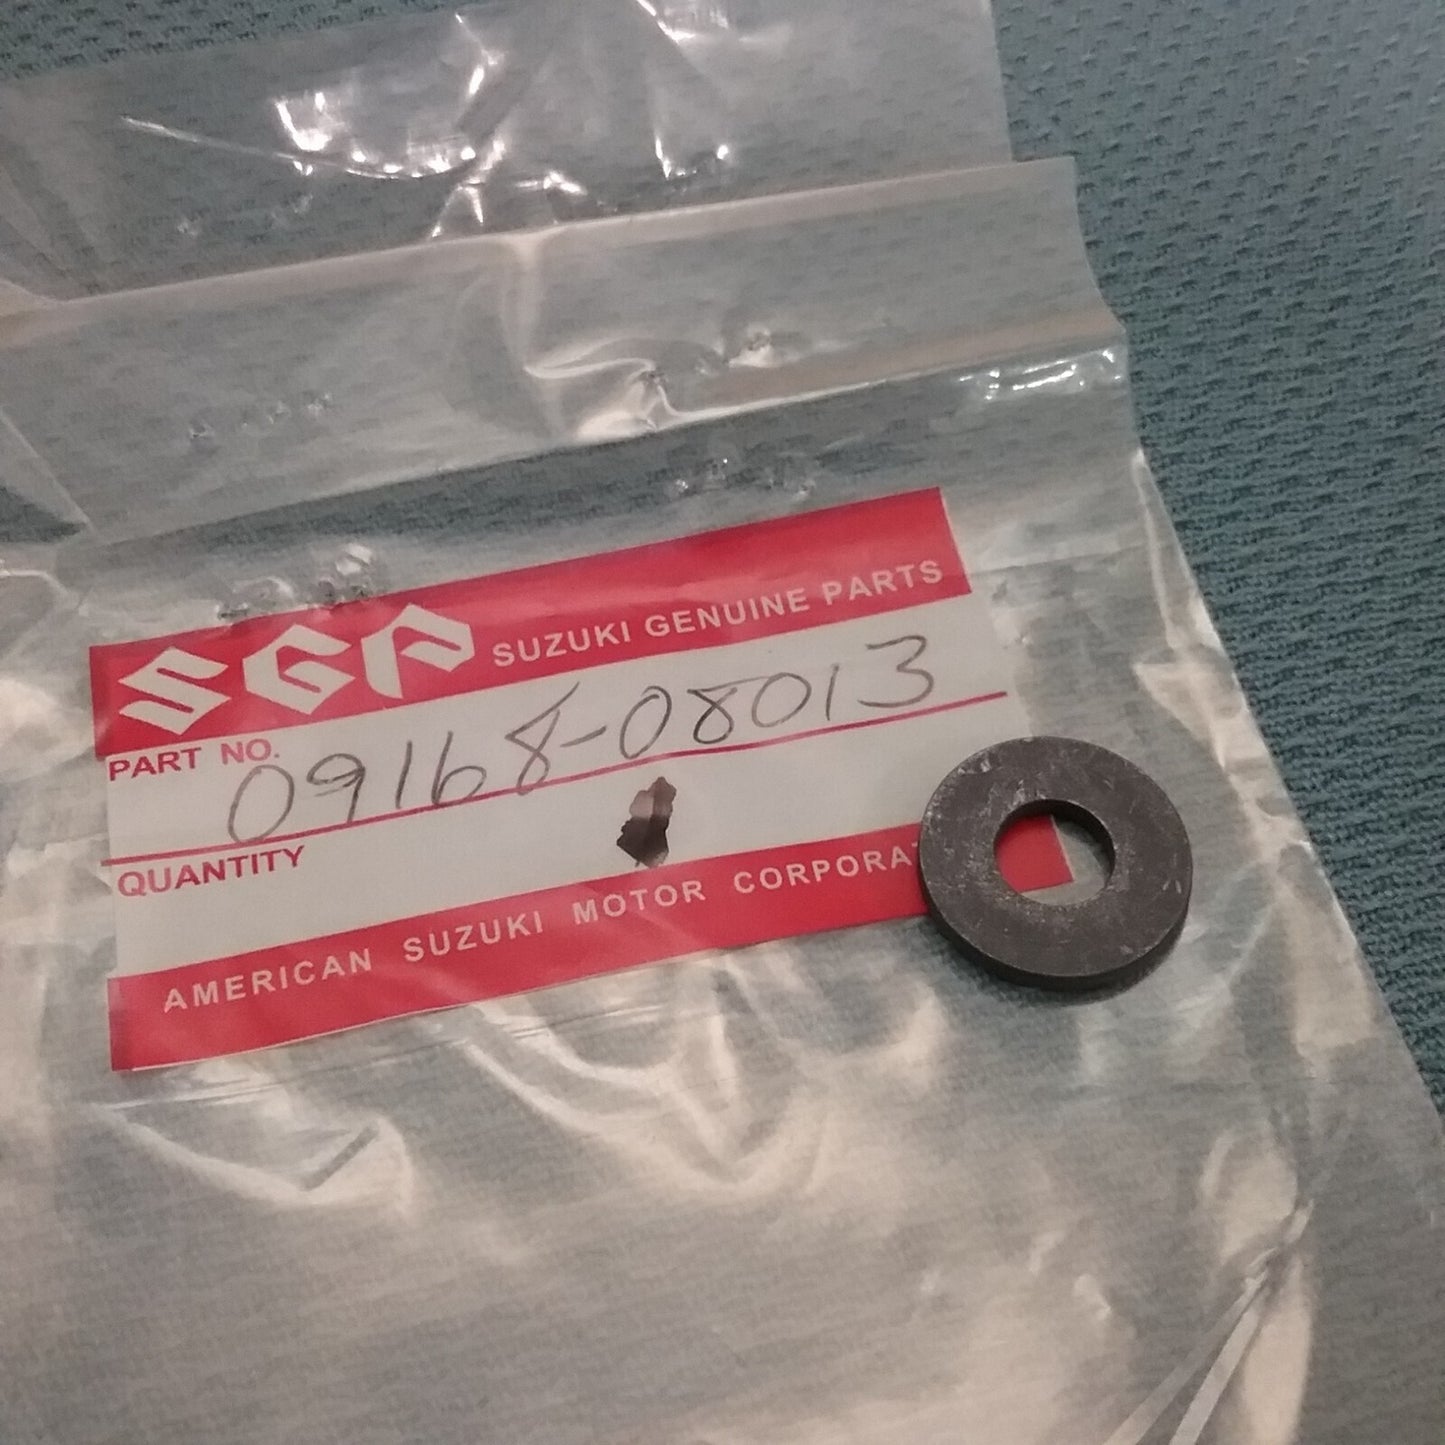 SGP SUZUKI GENUINE PARTS
PART NO. 09168-08013
QUANTITY
AMERICAN SUZUKI MOTOR CORPORAT